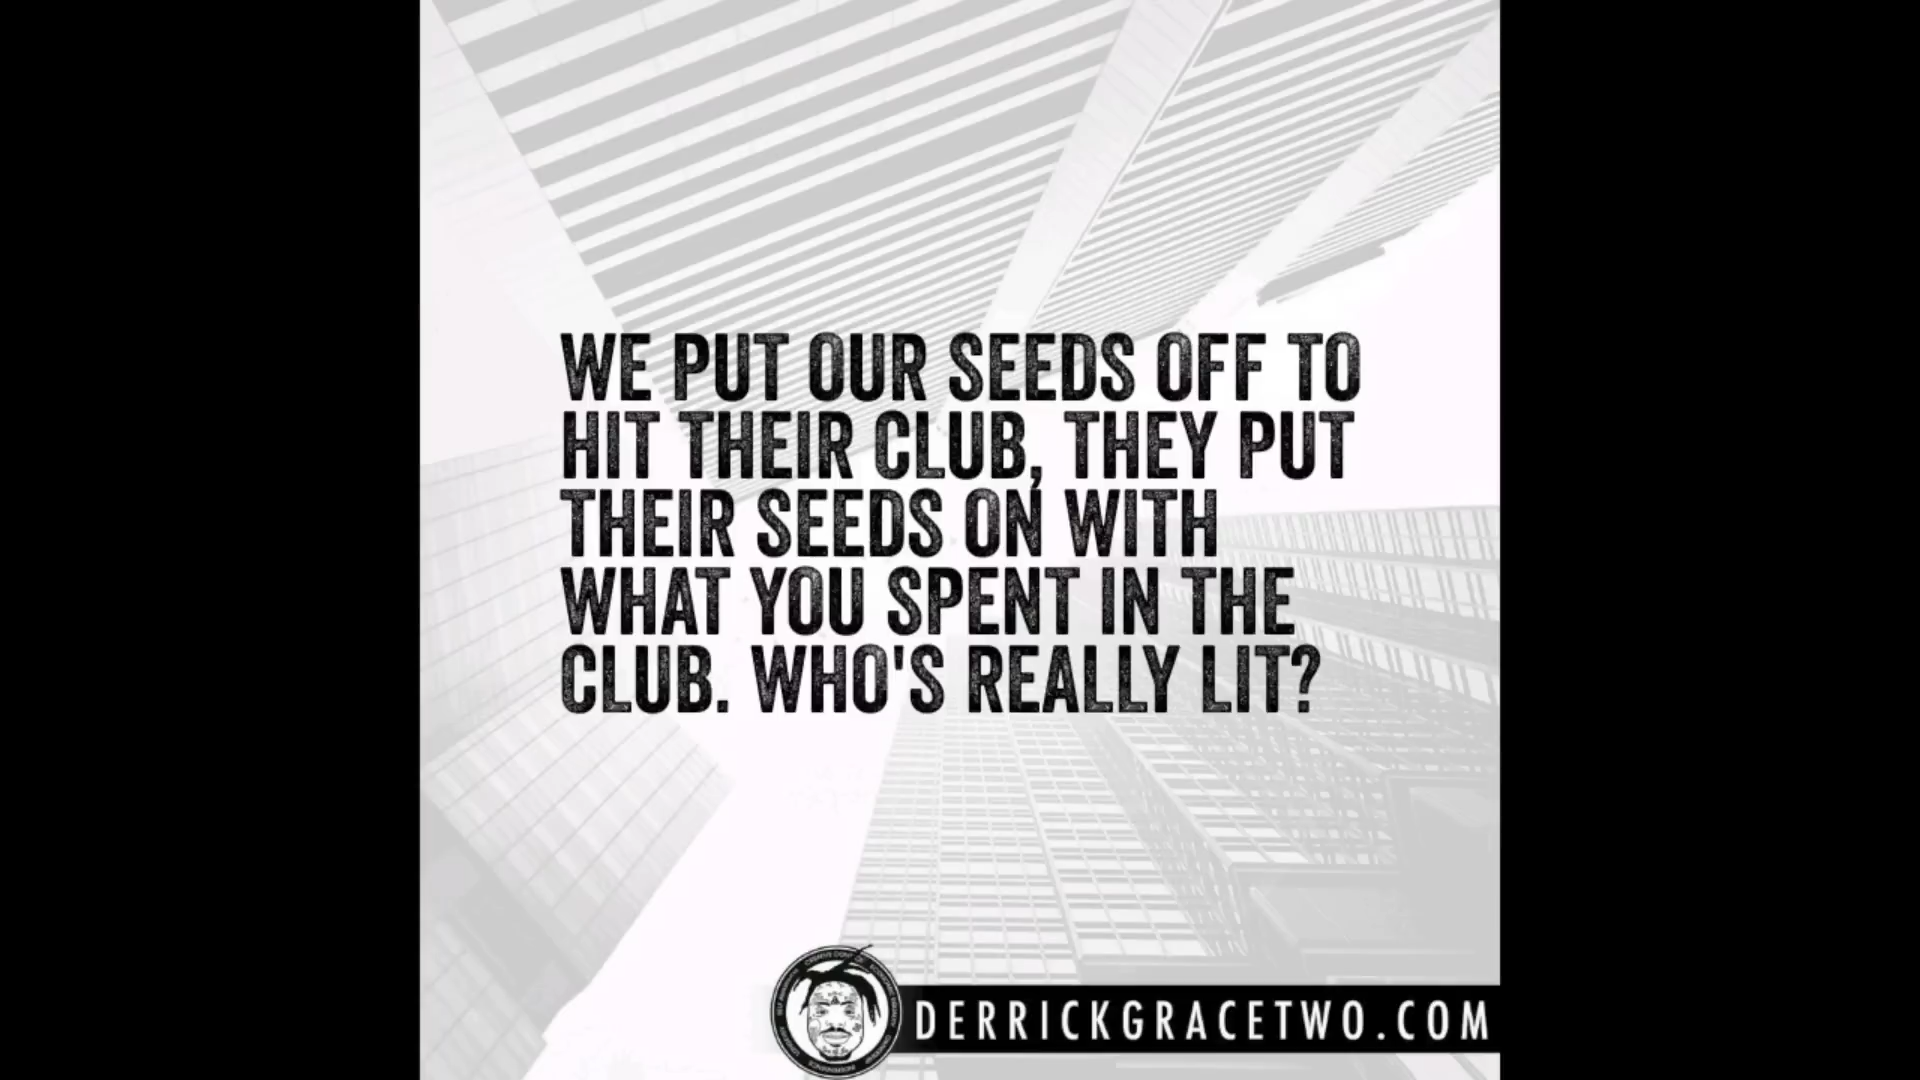 WE PUT OUR SEEDS OFF TO
HIT THEIR CLUB, THEY PUT
THEIR SEEDS ON WITH
WHAT YOU SPENT IN THE
CLUB. WHO'S REALLY LIT?
DERRICKGRACETWO.COM